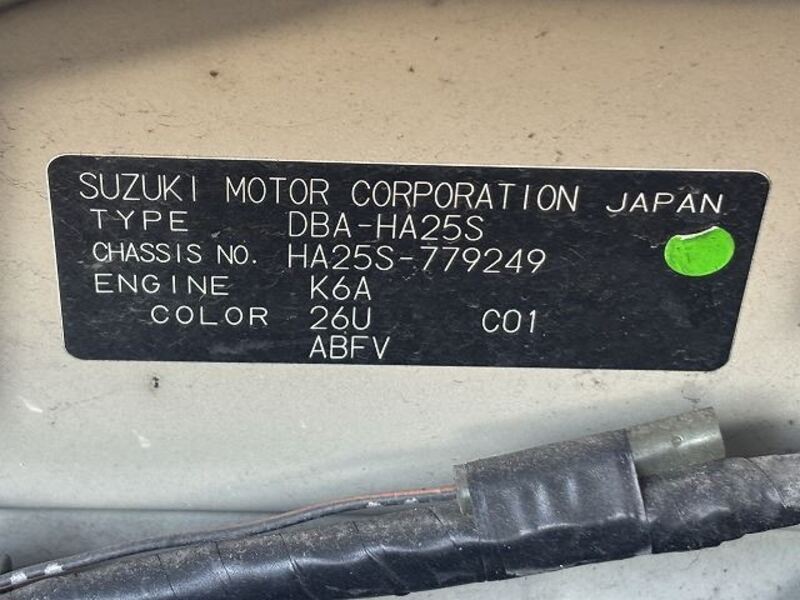 SUZUKI MOTOR CORPORATION JAPAN
TYPE DBA-HA25S
CHASSIS NO. HA25S-779249
ENGINE K6A
COLOR 26U C01
ABFV